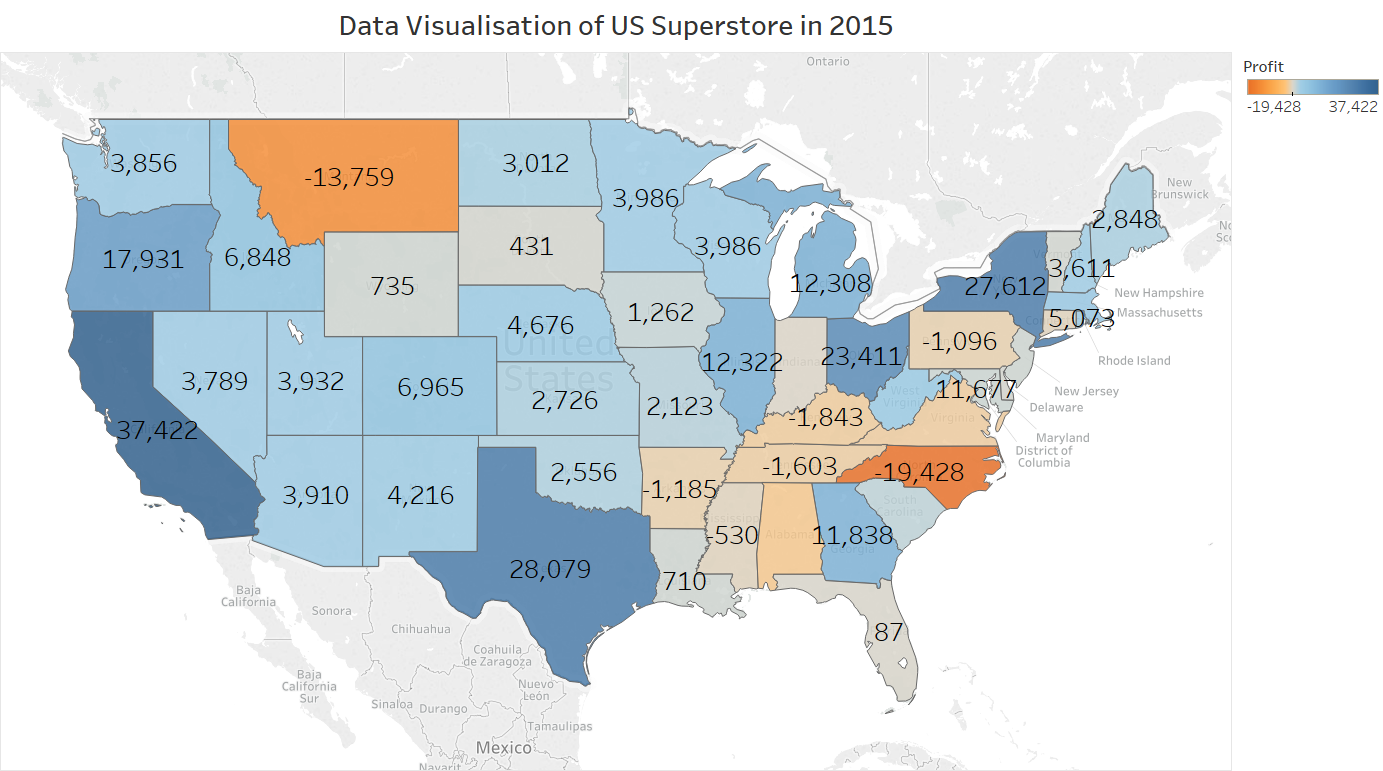 Data Visualisation of US Superstore in 2015
Profit
-19,428 37,422
Ontario
3,856
-13,759
3,012
3,986
New
Brunswick
2,848
17,931
6,848
431
3,986
3,611
735
12,308
27,612
New Hampshire
1,262
5,073
Massachusetts
4,676
United
States
-1,096
12,322
23,411
Rhode Island
3,789
3,932
6,965
2,726
2,123
11,677
New Jersey
Delaware
37,422
-1,843
West
Virginia
Maryland
District of
Columbia
3,910
4,216
2,556
-1,185
-1,603
-19,428
South
Carolina
-530
Alabama
11,838
Georgia
28,079
710
87
Baja
California
Sonora
Chihuahua
Coahuila
de Zaragoza
Baja
California
Sur
Sinaloa
Durango
Nuevo
León
Tamaulipas
Mexico
Navarit